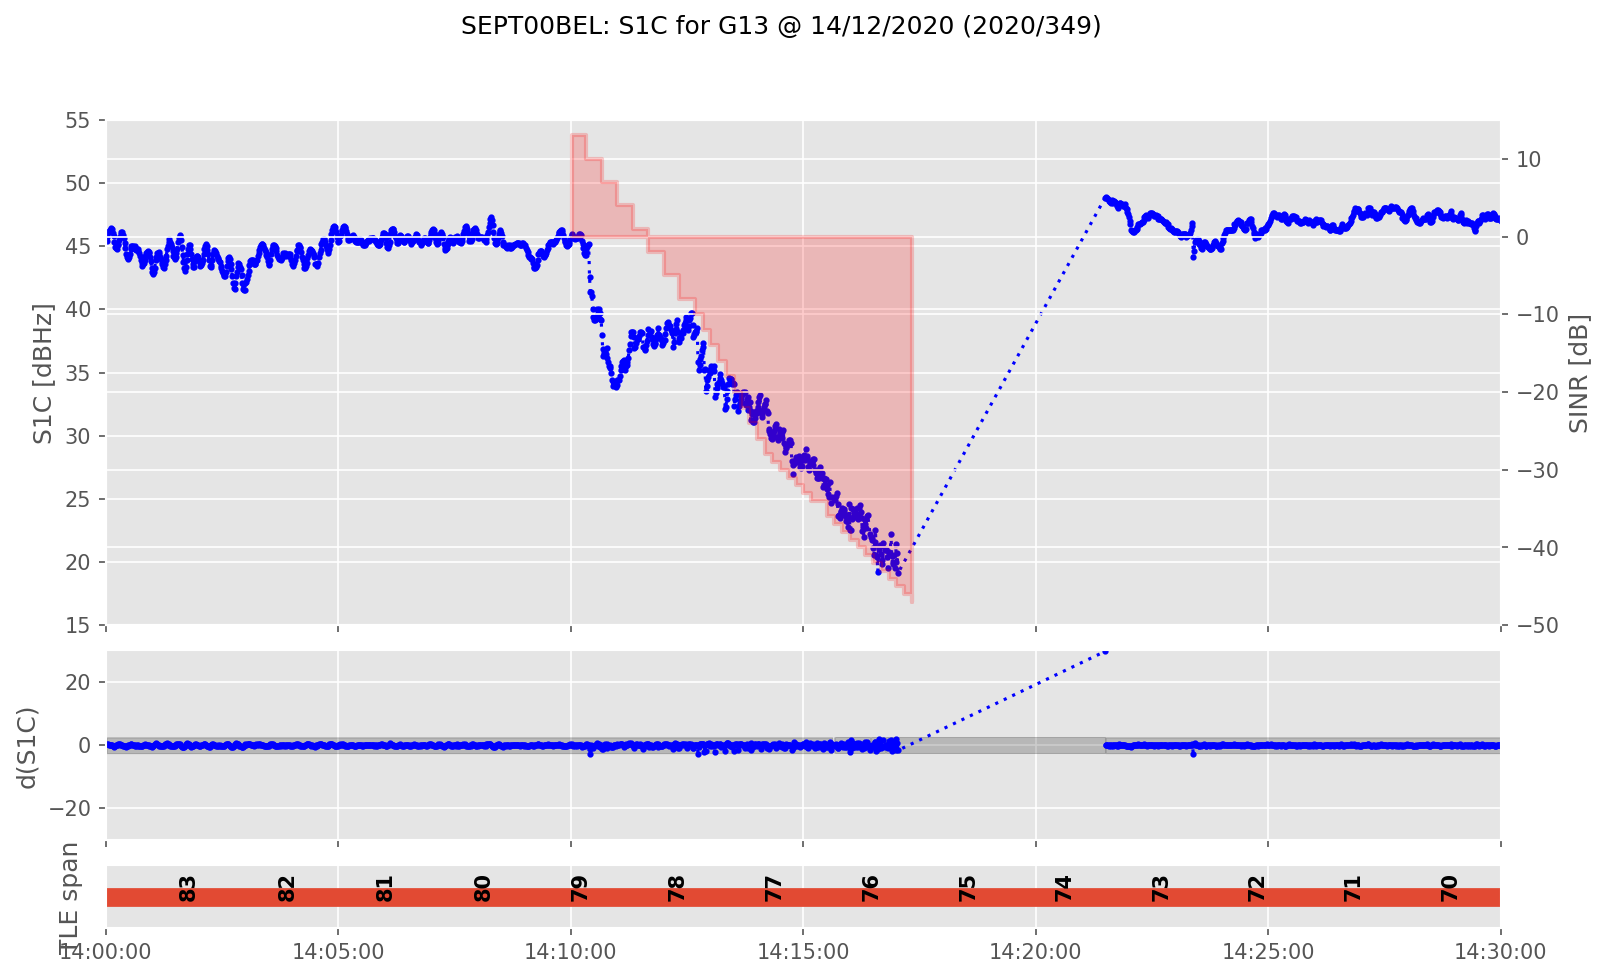 SEPT00BEL: S1C for G13 @ 14/12/2020 (2020/349)
55
50
45
40
35
30
25
20
15
S1C [dBHz]
10
0
−10
−20
−30
−40
−50
SINR [dB]
20
0
−20
d(S1C)
TLE span
83 82 81 80 79 78 77 76 75 74 73 72 71 70
14:00:00 14:05:00 14:10:00 14:15:00 14:20:00 14:25:00 14:30:00